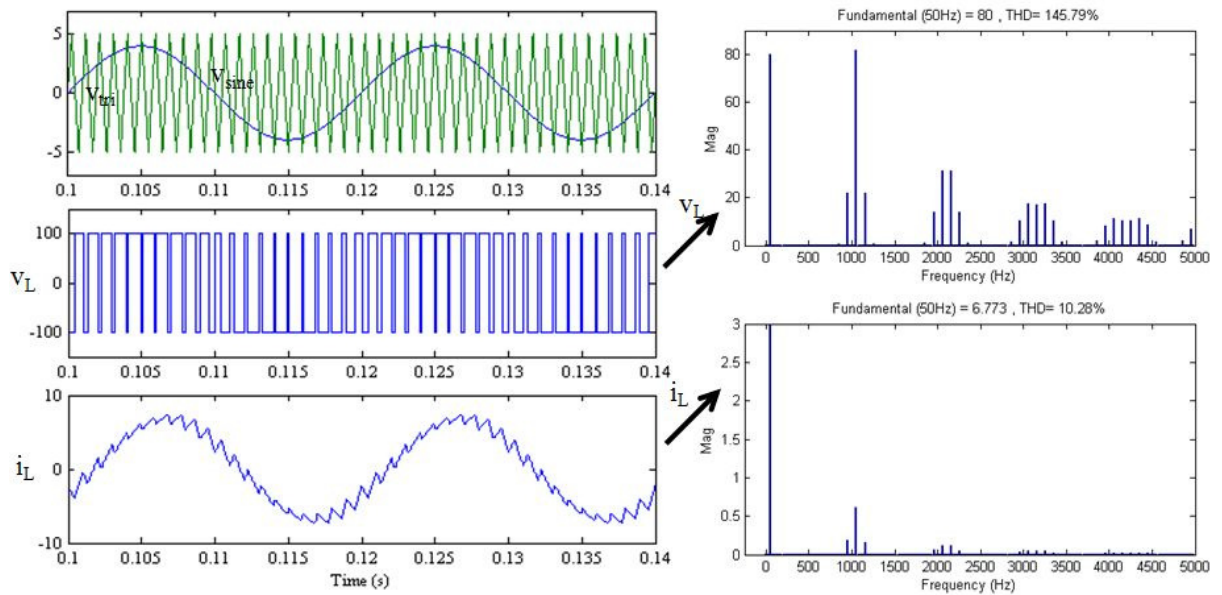 5
0
-5
v_tri
v_sine
0.1 0.105 0.11 0.115 0.12 0.125 0.13 0.135 0.14
v_L
100
0
-100
0.1 0.105 0.11 0.115 0.12 0.125 0.13 0.135 0.14
i_L
10
0
-10
0.1 0.105 0.11 0.115 0.12 0.125 0.13 0.135 0.14
Time (s)
v_L
Fundamental (50Hz) = 80 , THD= 145.79%
Mag
80
60
40
20
0
0 500 1000 1500 2000 2500 3000 3500 4000 4500 5000
Frequency (Hz)
i_L
Fundamental (50Hz) = 6.773 , THD= 10.28%
Mag
3
2.5
2
1.5
1
0.5
0
0 500 1000 1500 2000 2500 3000 3500 4000 4500 5000
Frequency (Hz)